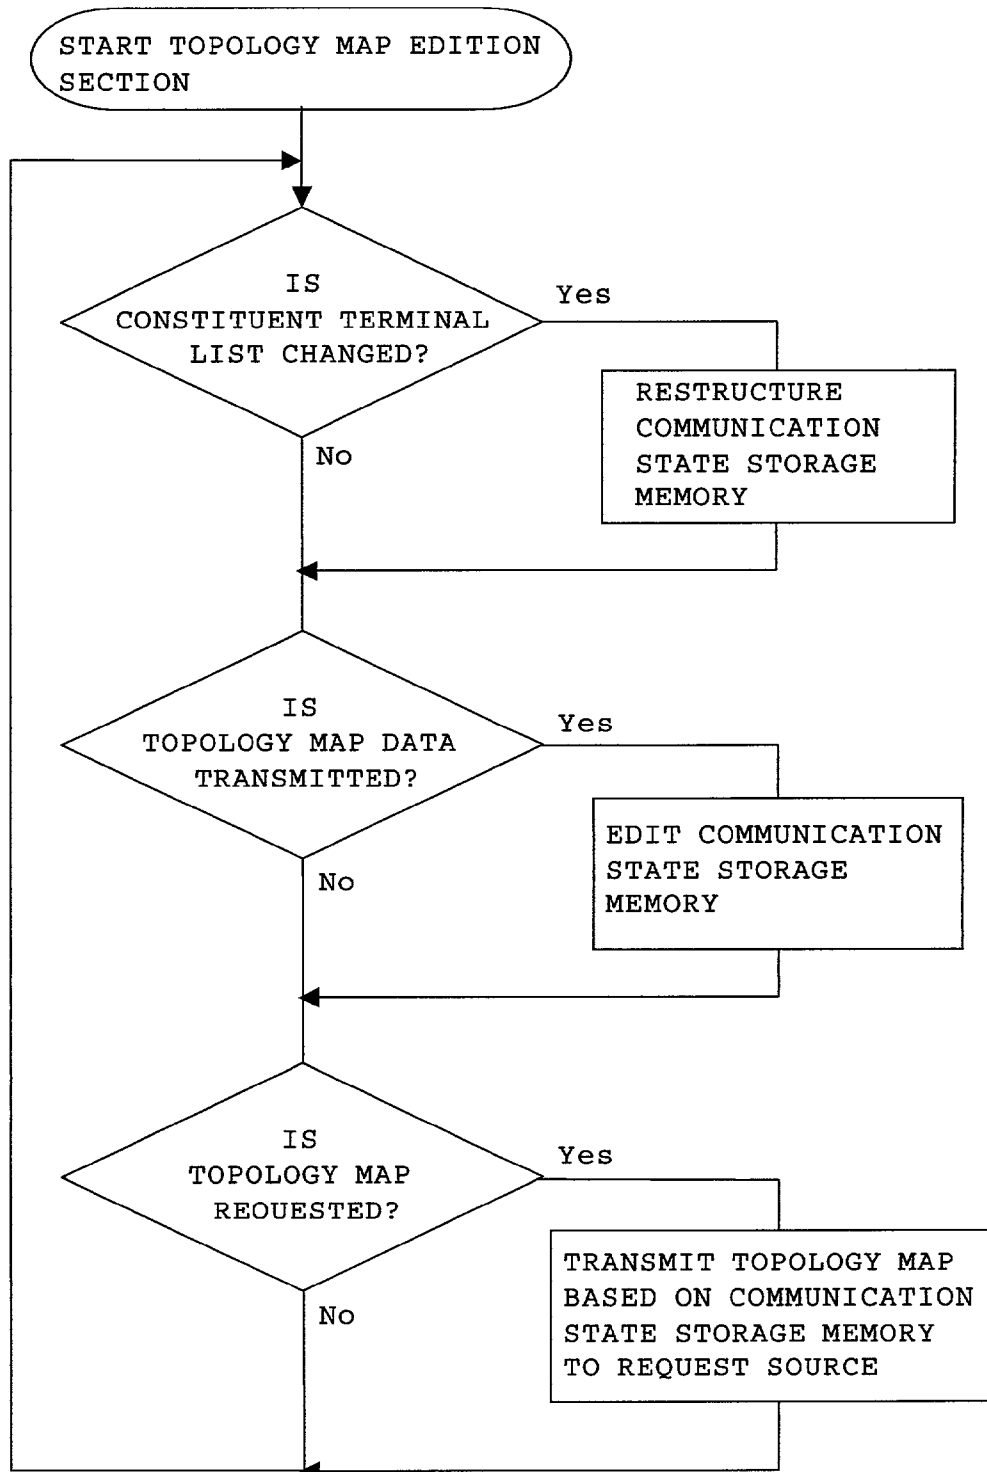 START TOPOLOGY MAP EDITION
SECTION
IS
CONSTITUENT TERMINAL
LIST CHANGED?
Yes
RESTRUCTURE
COMMUNICATION
STATE STORAGE
MEMORY
No
IS
TOPOLOGY MAP DATA
TRANSMITTED?
Yes
EDIT COMMUNICATION
STATE STORAGE
MEMORY
No
IS
TOPOLOGY MAP
REOUESTED?
Yes
TRANSMIT TOPOLOGY MAP
BASED ON COMMUNICATION
STATE STORAGE MEMORY
TO REQUEST SOURCE
No